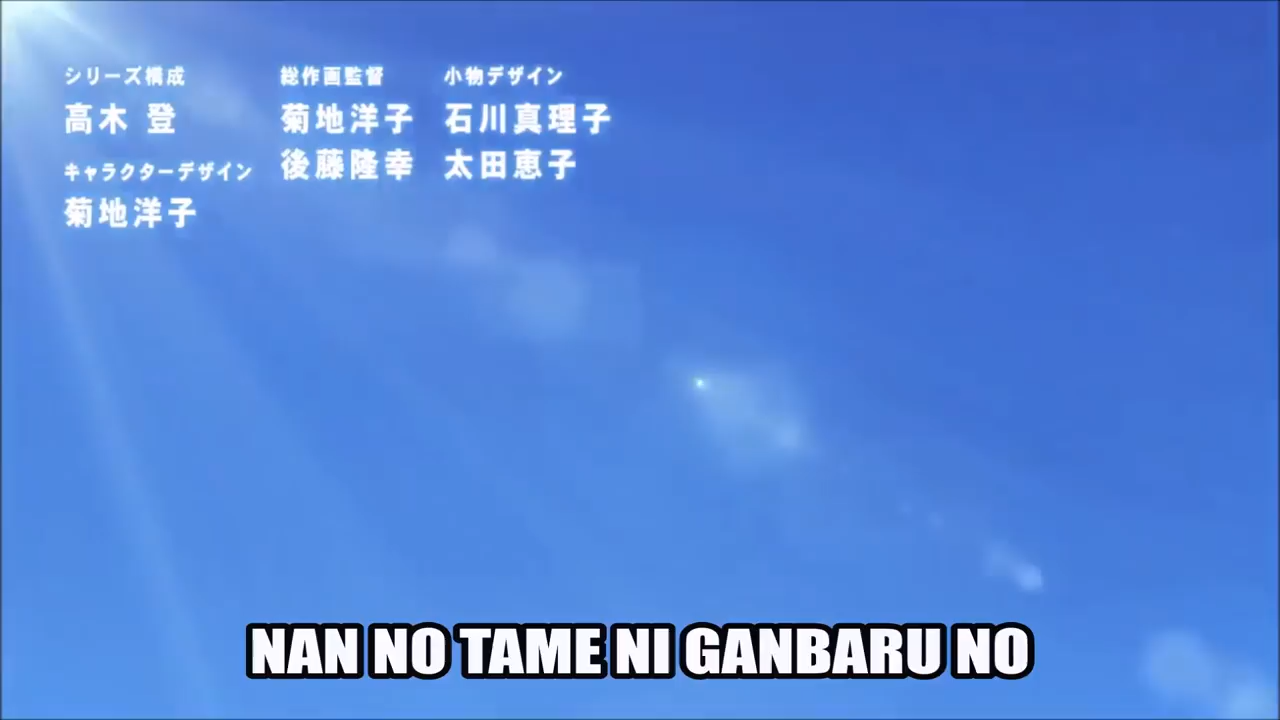 シリーズ構成
高木 登
キャラクターデザイン
菊地洋子
総作画監督
菊地洋子
後藤隆幸
小物デザイン
石川真理子
太田恵子
NAN NO TAME NI GANBARU NO